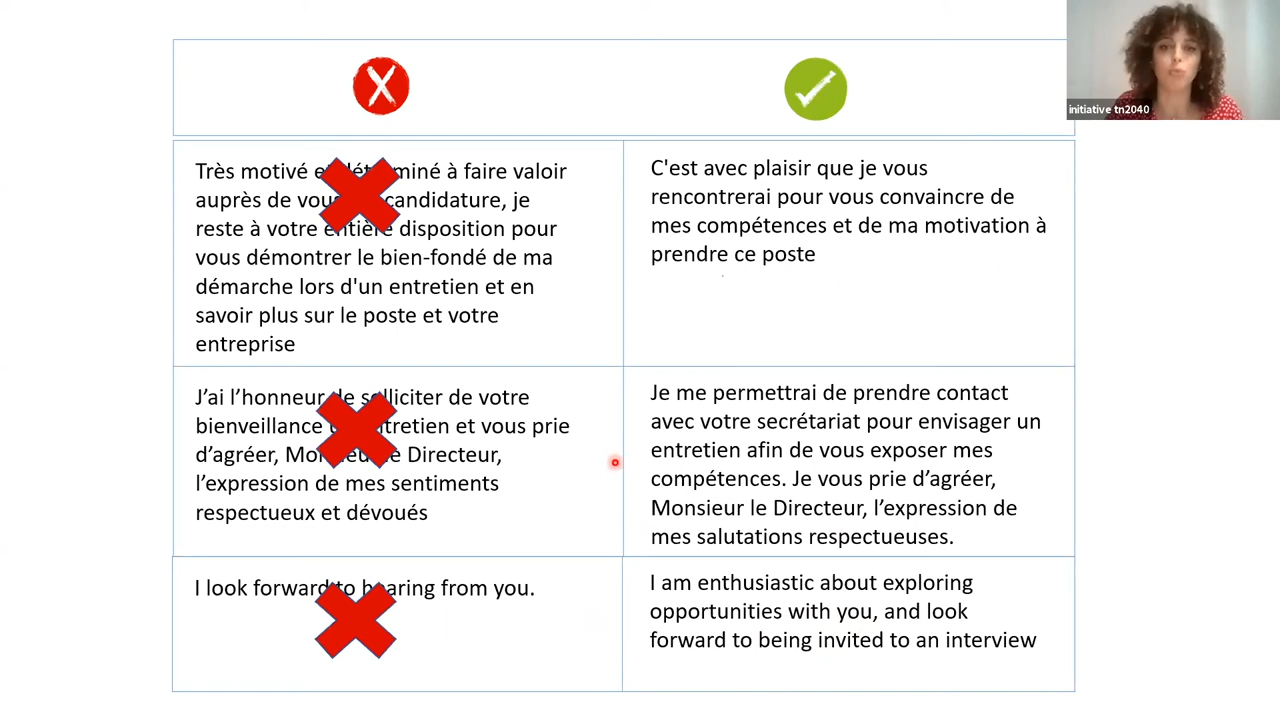 initiative tn2040
Très motivé et déterminé à faire valoir
auprès de vous candidature, je
reste à votre entière disposition pour
vous démontrer le bien-fondé de ma
démarche lors d'un entretien et en
savoir plus sur le poste et votre
entreprise
C'est avec plaisir que je vous
rencontrerai pour vous convaincre de
mes compétences et de ma motivation à
prendre ce poste
J’ai l’honneur de solliciter de votre
bienveillance entretien et vous prie
d’agréer, Monsieur le Directeur,
l’expression de mes sentiments
respectueux et dévoués
Je me permettrai de prendre contact
avec votre secrétariat pour envisager un
entretien afin de vous exposer mes
compétences. Je vous prie d’agréer,
Monsieur le Directeur, l’expression de
mes salutations respectueuses.
I look forward to hearing from you.
I am enthusiastic about exploring
opportunities with you, and look
forward to being invited to an interview